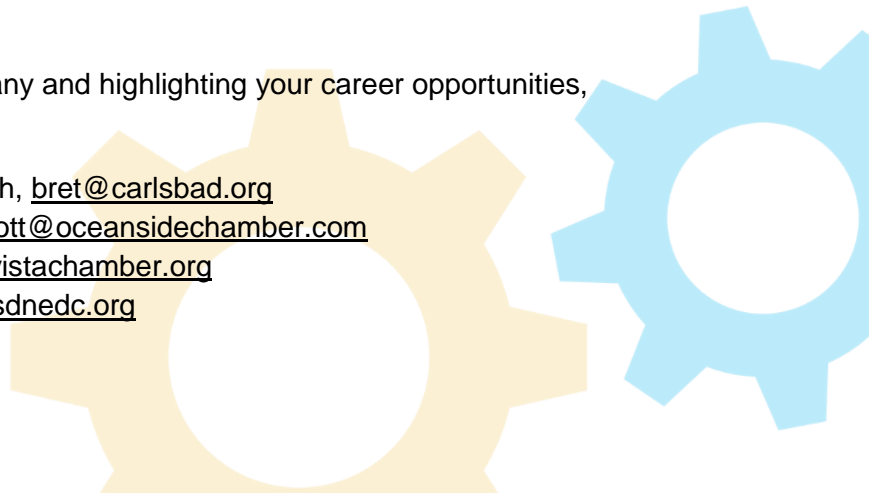 any and highlighting your career opportunities,
h, bret@carlsbad.org
ott@oceansidechamber.com
vistachamber.org
sdnedc.org